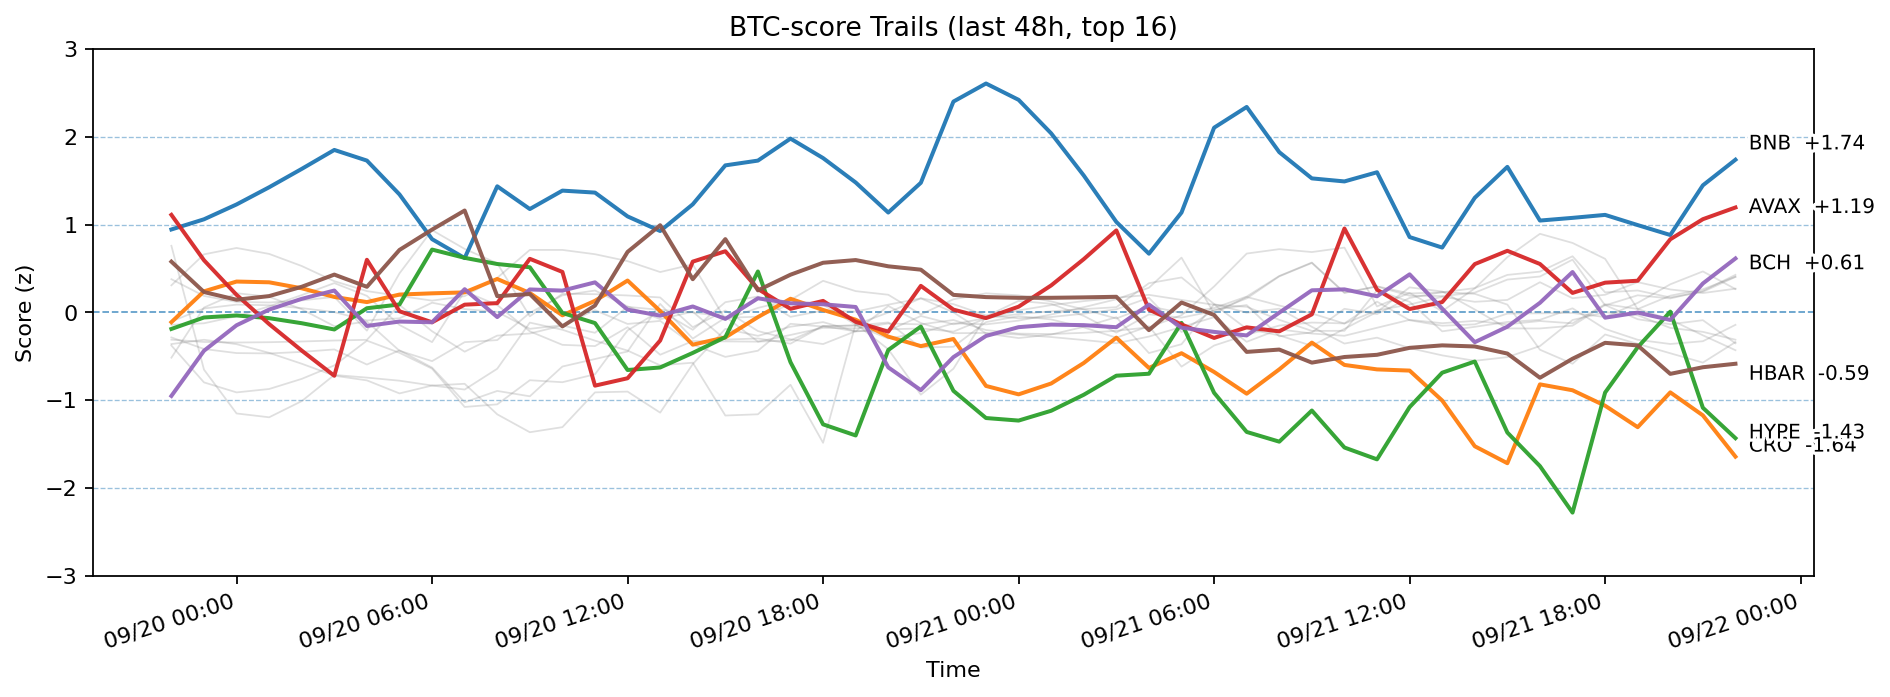 BTC-score Trails (last 48h, top 16)
Score (z)
3
2
1
0
−1
−2
−3
BNB +1.74
AVAX +1.19
BCH +0.61
HBAR -0.59
HYPE -1.43
CRO -1.64
09/20 00:00
09/20 06:00
09/20 12:00
09/20 18:00
09/21 00:00
09/21 06:00
09/21 12:00
09/21 18:00
09/22 00:00
Time